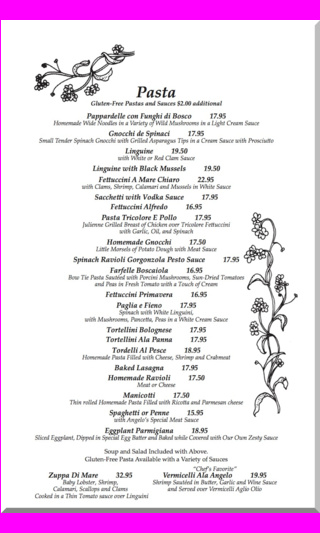 Pasta
Gluten-Free Pastas and Sauces $2.00 additional
Pappardelle con Funghi di Bosco 17.95
Homemade Wide Noodles in a Variety of Wild Mushrooms in a Light Cream Sauce
Gnocchi de Spinaci 17.95
Small Tender Spinach Gnocchi with Grilled Asparagus Tips in a Cream Sauce with Prosciutto
Linguine 19.50
with White or Red Clam Sauce
Linguine with Black Mussels 19.50
Fettuccini A Mare Chiaro 22.95
with Clams, Shrimp, Calamari and Mussels in White Sauce
Sacchetti with Vodka Sauce 17.95
Fettuccini Alfredo 16.95
Pasta Tricolore E Pollo 17.95
Julienne Grilled Breast of Chicken over Tricolore Fettuccini
with Garlic, Oil, and Spinach
Homemade Gnocchi 17.50
Little Morsels of Potato Dough with Meat Sauce
Spinach Ravioli Gorgonzola Pesto Sauce 17.95
Farfelle Boscaiola 16.95
Bow Tie Pasta Sautéed with Porcini Mushrooms, Sun-Dried Tomatoes
and Peas in Fresh Tomato with a Touch of Cream
Fettuccini Primavera 16.95
Paglia e Fieno 17.95
Spinach with White Linguini,
with Mushrooms, Pancetta, Peas in a White Cream Sauce
Tortellini Bolognese 17.95
Tortellini Ala Panna 17.95
Tordelli Al Pesce 18.95
Homemade Pasta Filled with Cheese, Shrimp and Crabmeat
Baked Lasagna 17.95
Homemade Ravioli 17.50
Meat or Cheese
Manicotti 17.50
Thin rolled Homemade Pasta Filled with Ricotta and Parmesan cheese
Spaghetti or Penne 15.95
with Angelo's Special Meat Sauce
Eggplant Parmigiana 18.95
Sliced Eggplant, Dipped in Special Egg Batter and Baked while Covered with Our Own Zesty Sauce
Soup and Salad Included with Above.
Gluten-Free Pasta Available with a Variety of Sauces
"Chef's Favorite"
Zuppa Di Mare 32.95
Baby Lobster, Shrimp,
Calamari, Scallops and Clams
Cooked in a Thin Tomato sauce over Linguini
Vermicelli Ala Angelo 19.95
Shrimp Sautéed in Butter, Garlic and Wine Sauce
and Served over Vermicelli Aglio Olio